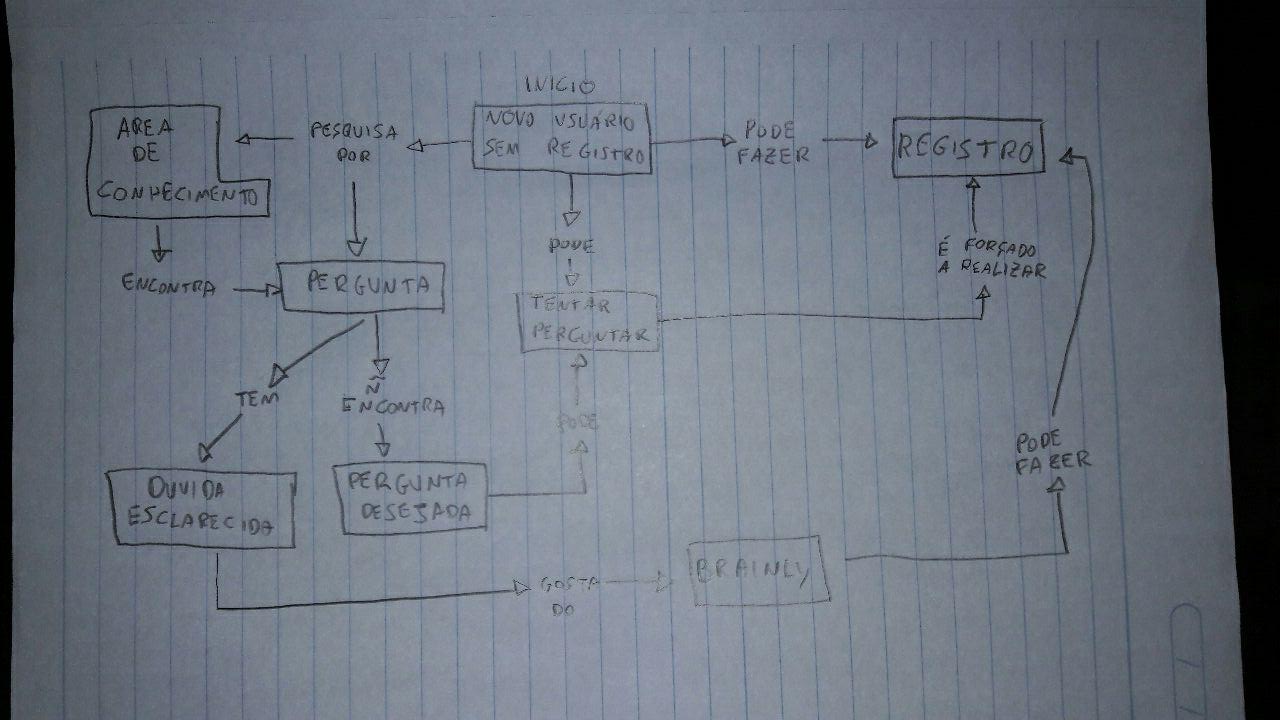 INICIO
NOVO USUÁRIO
SEM REGISTRO
PESQUISA
POR
AREA
DE
CONHECIMENTO
PODE
FAZER
REGISTRO
ENCONTRA
PERGUNTA
PODE
TENTAR
PERGUNTAR
É FORÇADO
A REALIZAR
TEM
Ñ
ENCONTRA
PODE
DUVIDA
ESCLARECIDA
PERGUNTA
DESEJADA
PODE
FAZER
GOSTA
DO
BRAINLY